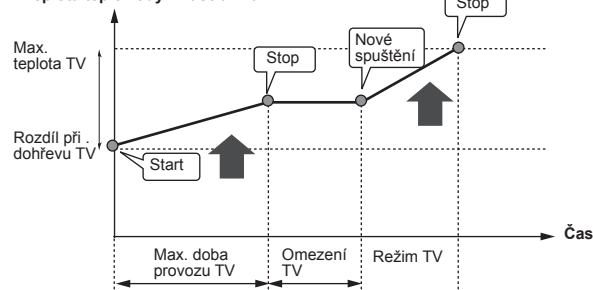 Stop
Max.
teplota TV
Stop
Nové
spuštění
Rozdíl při
dohřevu TV
Start
Čas
Max. doba
provozu TV
Omezení
TV
Režim TV